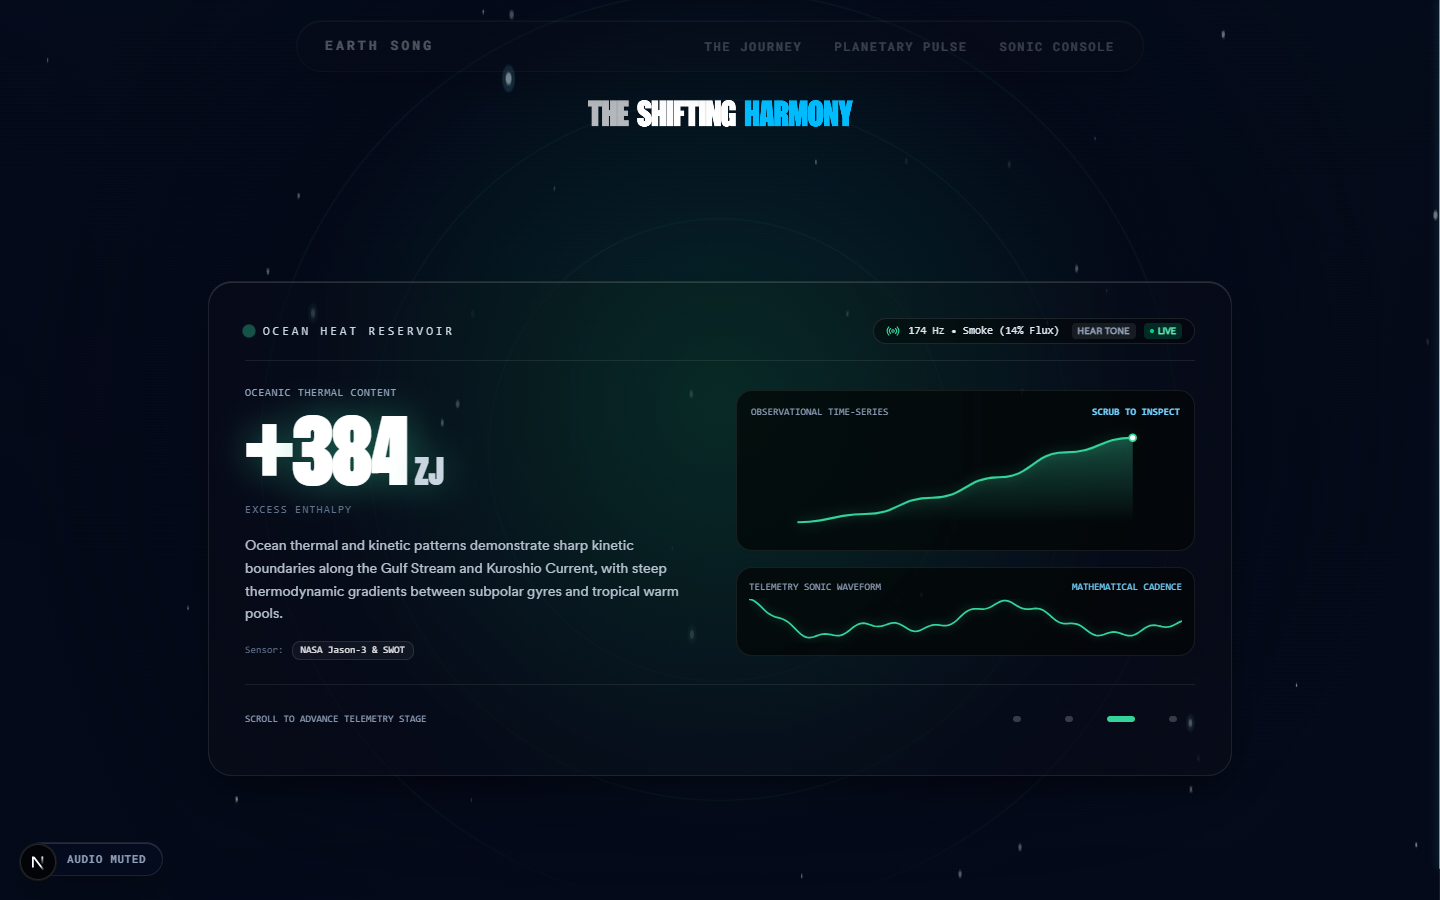 EARTH SONG
THE JOURNEY PLANETARY PULSE SONIC CONSOLE
THE SHIFTING HARMONY
OCEAN HEAT RESERVOIR
174 Hz • Smoke (14% Flux) HEAR TONE • LIVE
OCEANIC THERMAL CONTENT
+384 ZJ
EXCESS ENTHALPY
Ocean thermal and kinetic patterns demonstrate sharp kinetic
boundaries along the Gulf Stream and Kuroshio Current, with steep
thermodynamic gradients between subpolar gyres and tropical warm
pools.
Sensor: NASA Jason-3 & SWOT
OBSERVATIONAL TIME-SERIES SCRUB TO INSPECT
TELEMETRY SONIC WAVEFORM MATHEMATICAL CADENCE
SCROLL TO ADVANCE TELEMETRY STAGE
N AUDIO MUTED